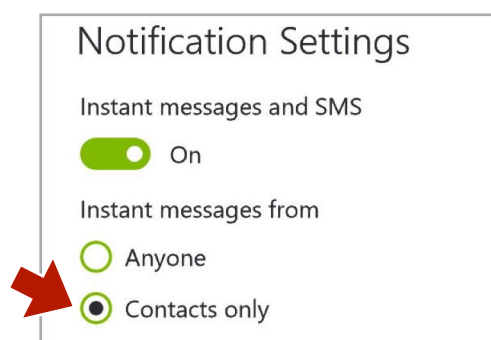 Notification Settings
Instant messages and SMS
On
Instant messages from
Anyone
Contacts only